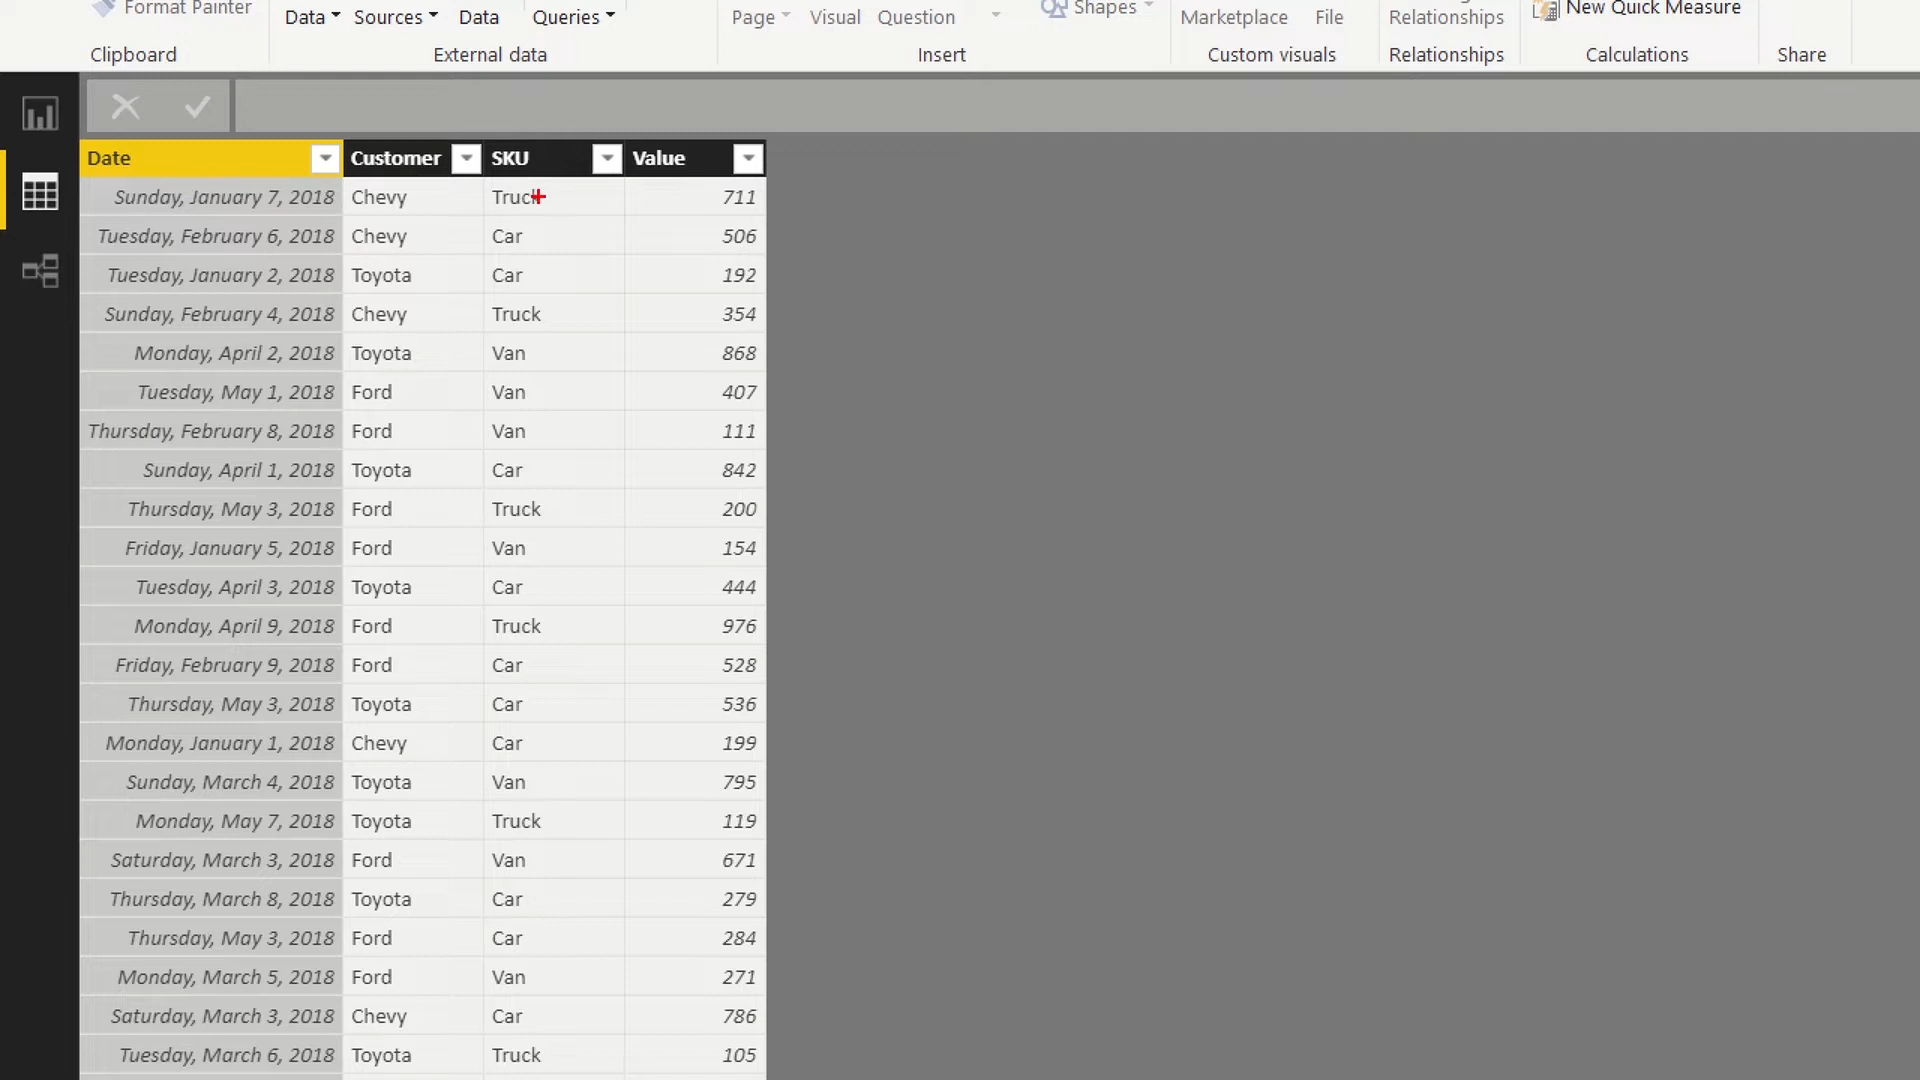 Format Painter
Data Sources Data Queries Page Visual Question Shapes Marketplace File Relationships New Quick Measure
Clipboard External data Insert Custom visuals Relationships Calculations Share
Date Customer SKU Value
Sunday, January 7, 2018 Chevy Truck 711
Tuesday, February 6, 2018 Chevy Car 506
Tuesday, January 2, 2018 Toyota Car 192
Sunday, February 4, 2018 Chevy Truck 354
Monday, April 2, 2018 Toyota Van 868
Tuesday, May 1, 2018 Ford Van 407
Thursday, February 8, 2018 Ford Van 111
Sunday, April 1, 2018 Toyota Car 842
Thursday, May 3, 2018 Ford Truck 200
Friday, January 5, 2018 Ford Van 154
Tuesday, April 3, 2018 Toyota Car 444
Monday, April 9, 2018 Ford Truck 976
Friday, February 9, 2018 Ford Car 528
Thursday, May 3, 2018 Toyota Car 536
Monday, January 1, 2018 Chevy Car 199
Sunday, March 4, 2018 Toyota Van 795
Monday, May 7, 2018 Toyota Truck 119
Saturday, March 3, 2018 Ford Van 671
Thursday, March 8, 2018 Toyota Car 279
Thursday, May 3, 2018 Ford Car 284
Monday, March 5, 2018 Ford Van 271
Saturday, March 3, 2018 Chevy Car 786
Tuesday, March 6, 2018 Toyota Truck 105